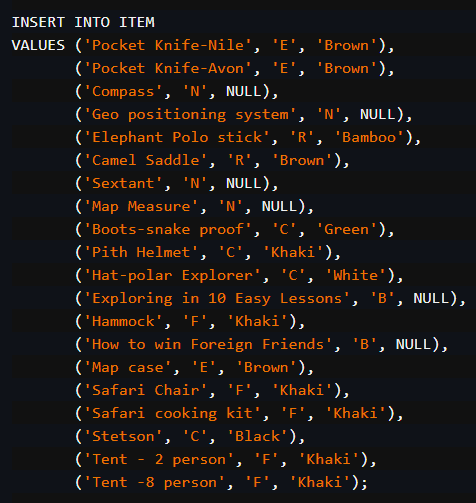 INSERT INTO ITEM
VALUES ('Pocket Knife-Nile', 'E', 'Brown'),
('Pocket Knife-Avon', 'E', 'Brown'),
('Compass', 'N', NULL),
('Geo positioning system', 'N', NULL),
('Elephant Polo stick', 'R', 'Bamboo'),
('Camel Saddle', 'R', 'Brown'),
('Sextant', 'N', NULL),
('Map Measure', 'N', NULL),
('Boots-snake proof', 'C', 'Green'),
('Pith Helmet', 'C', 'Khaki'),
('Hat-polar Explorer', 'C', 'White'),
('Exploring in 10 Easy Lessons', 'B', NULL),
('Hammock', 'F', 'Khaki'),
('How to win Foreign Friends', 'B', NULL),
('Map case', 'E', 'Brown'),
('Safari Chair', 'F', 'Khaki'),
('Safari cooking kit', 'F', 'Khaki'),
('Stetson', 'C', 'Black'),
('Tent - 2 person', 'F', 'Khaki'),
('Tent -8 person', 'F', 'Khaki');